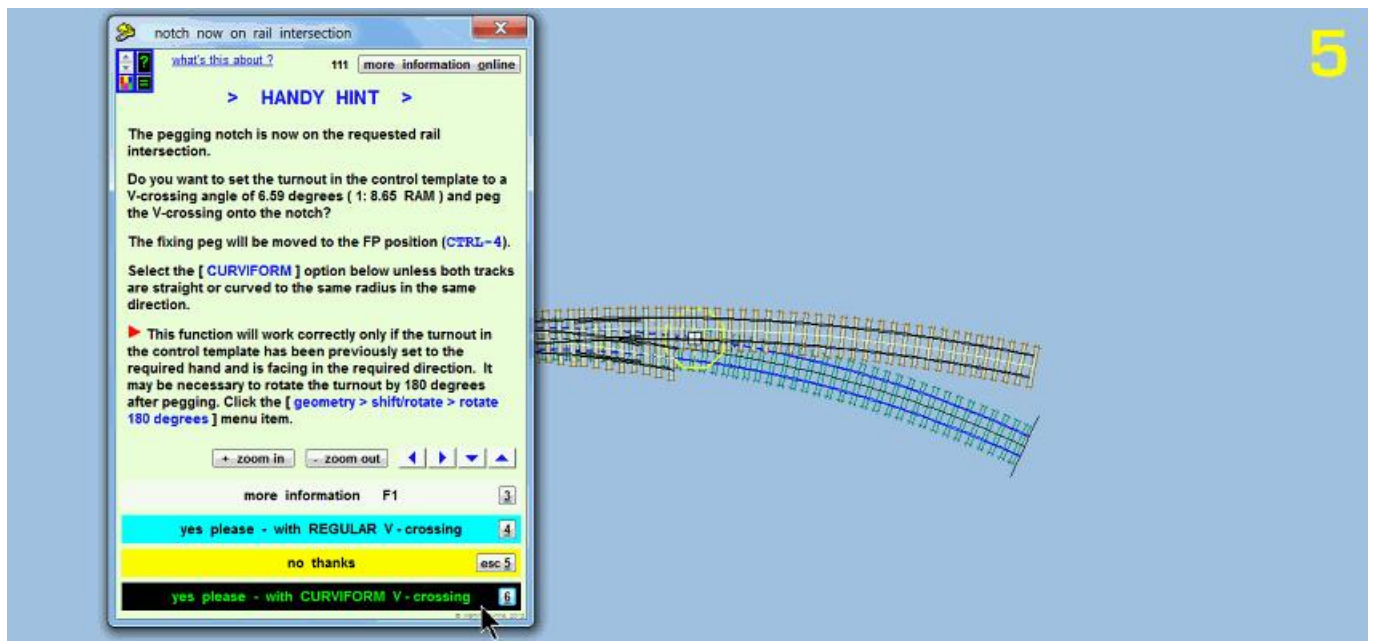 notch now on rail intersection
X
5
?
what's this about ?
111 more information online
> HANDY HINT >
The pegging notch is now on the requested rail
intersection.
Do you want to set the turnout in the control template to a
V-crossing angle of 6.59 degrees ( 1: 8.65 RAM ) and peg
the V-crossing onto the notch?
The fixing peg will be moved to the FP position (CTRL-4).
Select the [ CURVIFORM ] option below unless both tracks
are straight or curved to the same radius in the same
direction.
This function will work correctly only if the turnout in
the control template has been previously set to the
required hand and is facing in the required direction. It
may be necessary to rotate the turnout by 180 degrees
after pegging. Click the [ geometry > shift/rotate > rotate
180 degrees ] menu item.
+ zoom in - zoom out
more information F1 3
yes please - with REGULAR V - crossing 4
no thanks esc 5
yes please - with CURVIFORM V - crossing 6